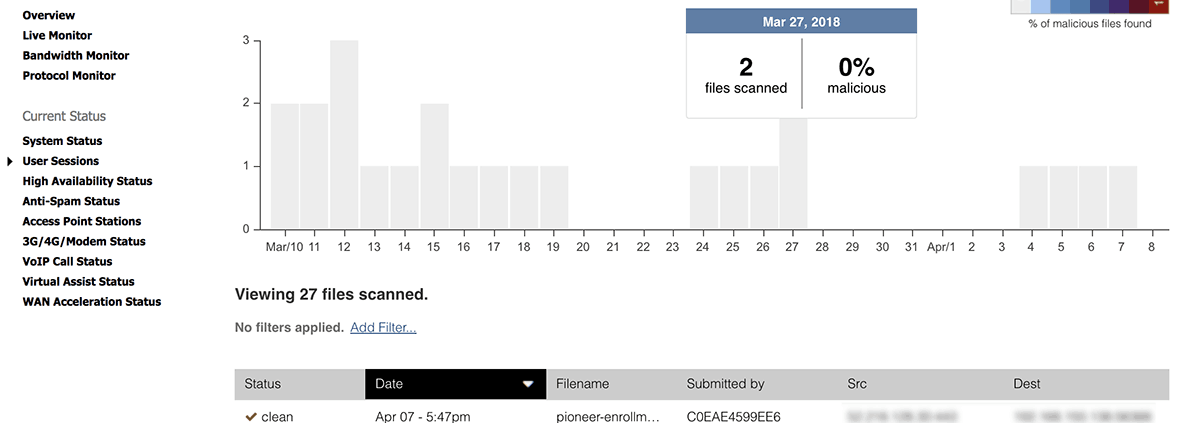 Overview
Live Monitor
Bandwidth Monitor
Protocol Monitor
Current Status
System Status
User Sessions
High Availability Status
Anti-Spam Status
Access Point Stations
3G/4G/Modem Status
VoIP Call Status
Virtual Assist Status
WAN Acceleration Status
% of malicious files found
Mar 27, 2018
2 0%
files scanned malicious
3
2
1
0
Mar/10 11 12 13 14 15 16 17 18 19 20 21 22 23 24 25 26 27 28 29 30 31 Apr/1 2 3 4 5 6 7 8
Viewing 27 files scanned.
No filters applied. Add Filter...
Status Date Filename Submitted by Src Dest
clean Apr 07 - 5:47pm pioneer-enrollm... C0EAE4599EE6